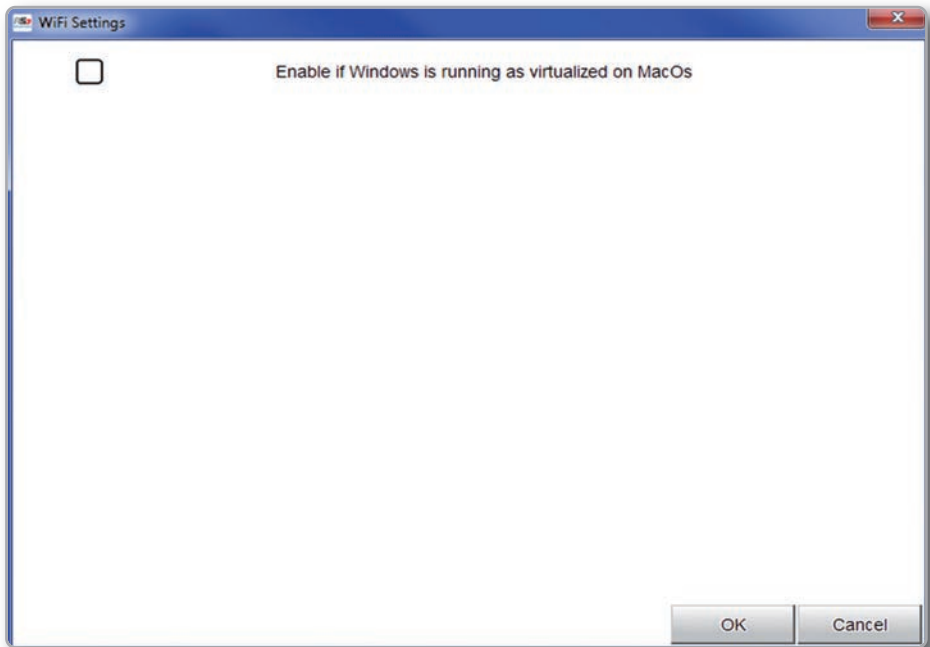 WiFi Settings
Enable if Windows is running as virtualized on MacOs
OK
Cancel